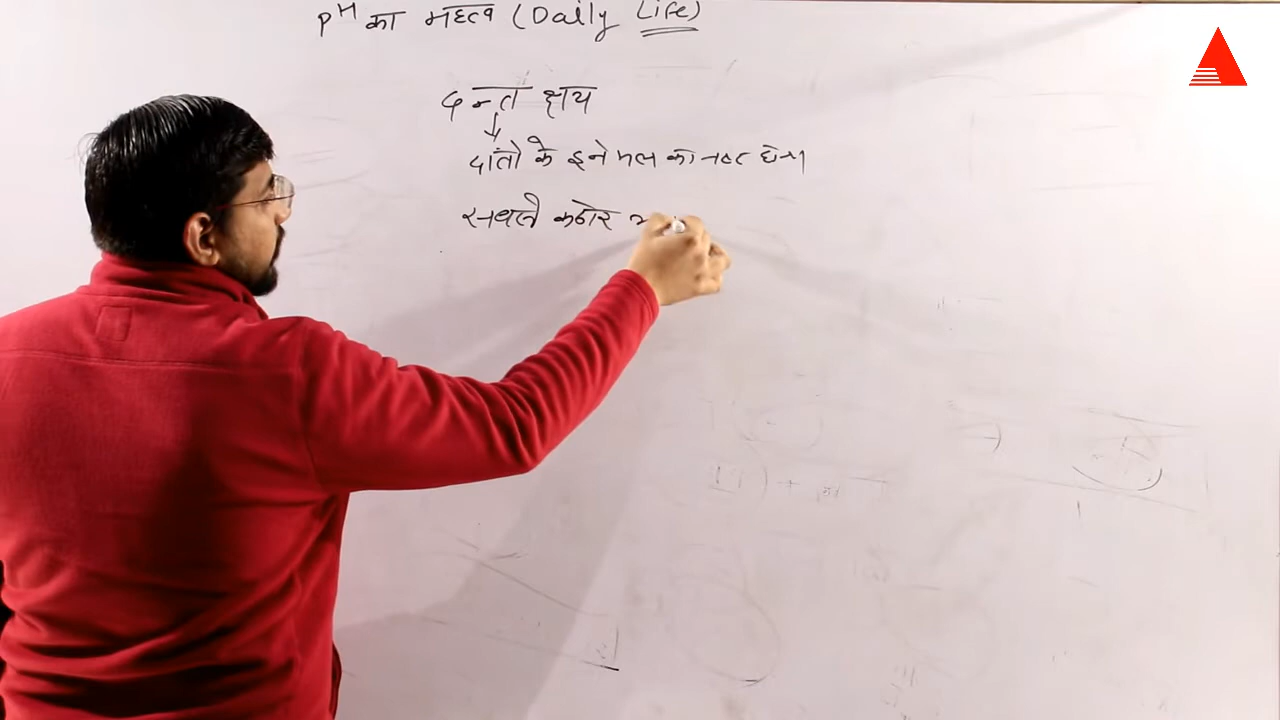 pH का महत्व (Daily Life)
दन्त क्षय
दांतो के इनेमल का नष्ट होना
सबसे कठोर